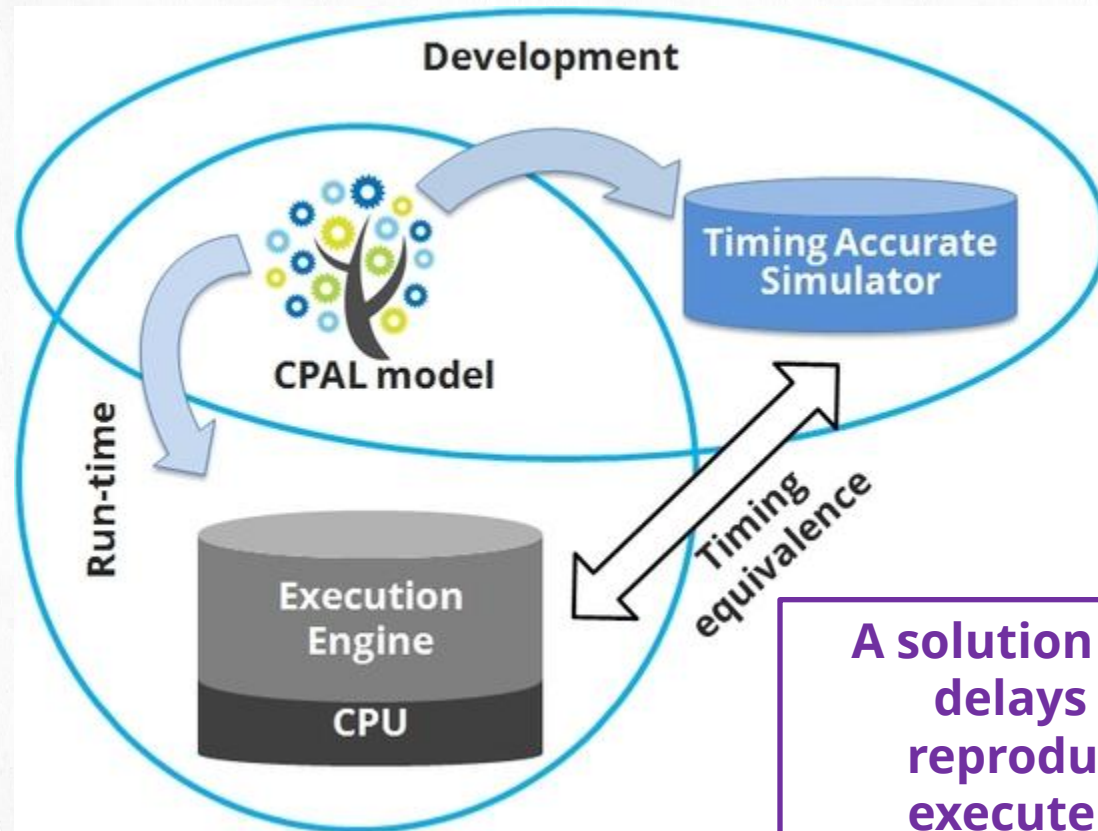 Development
Timing Accurate
Simulator
CPAL model
Run-time
Timing
equivalence
Execution
Engine
CPU
A solution
delays
reprodu
execute